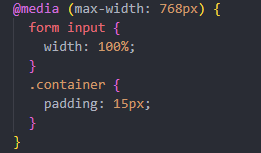 @media (max-width: 768px) {
  form input {
    width: 100%;
  }
  .container {
    padding: 15px;
  }
}